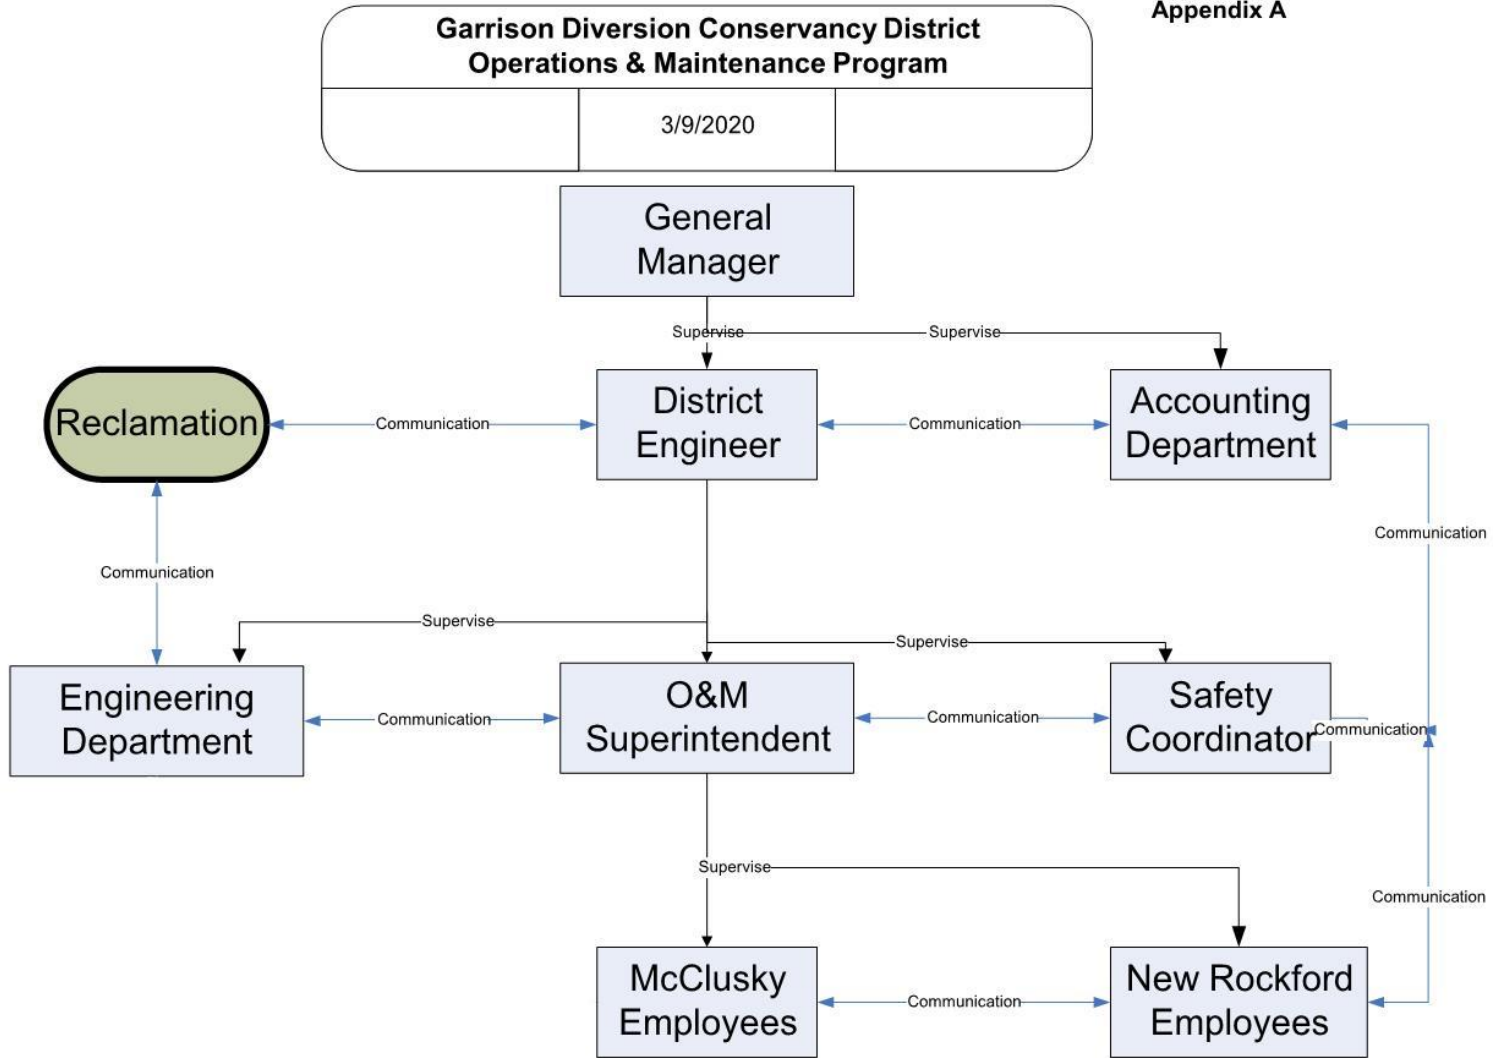 Appendix A
Garrison Diversion Conservancy District
Operations & Maintenance Program
3/9/2020
General
Manager
Supervise
Supervise
Reclamation
Communication
District
Engineer
Communication
Accounting
Department
Communication
Communication
Supervise
Supervise
Engineering
Department
Communication
O&M
Superintendent
Communication
Safety
Coordinator
Communication
Supervise
Communication
McClusky
Employees
Communication
New Rockford
Employees